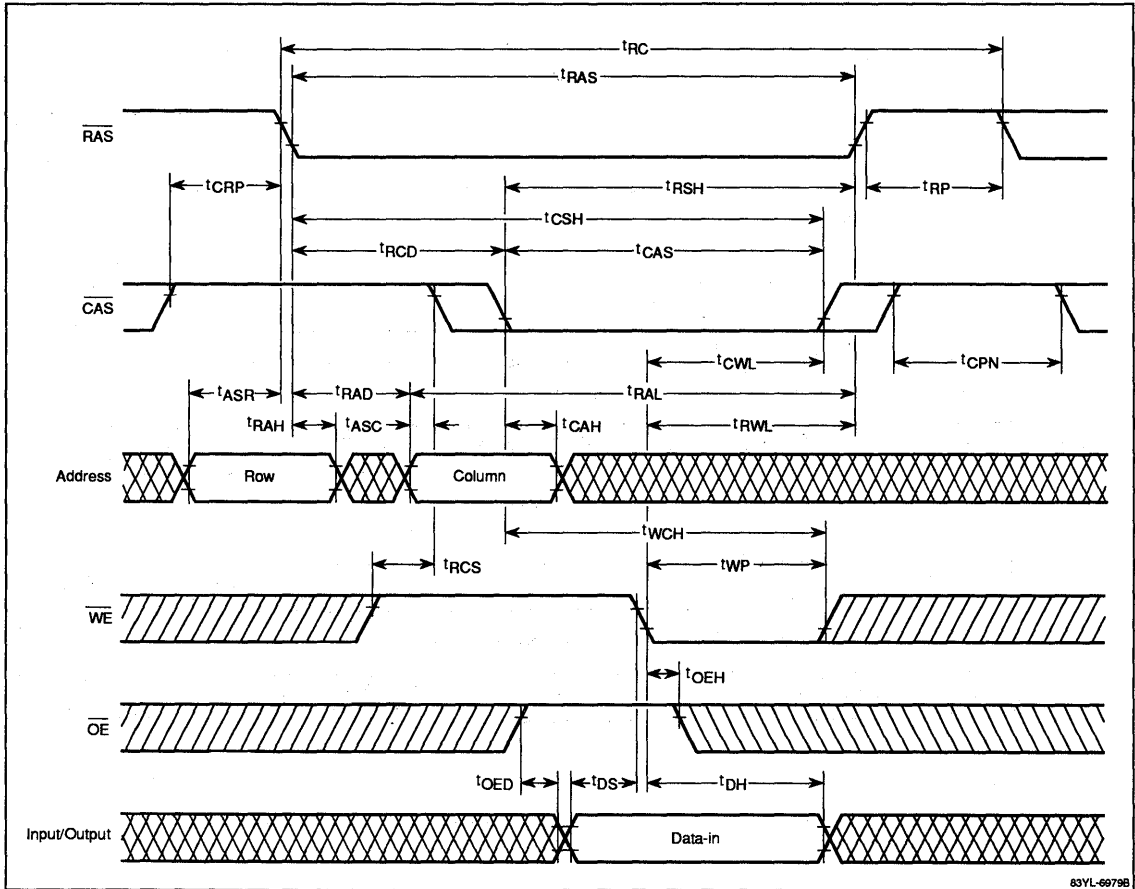 tRC
tRAS
RAS
tCRP
tRSH
tRP
tCSH
tRCD
tCAS
CAS
tCWL
tCPN
tASR
tRAD
tRAL
tRAH
tASC
tCAH
tRWL
Address
Row
Column
tWCH
tRCS
tWP
WE
tOEH
OE
tOED
tDS
tDH
Input/Output
Data-in
83YL-6979B